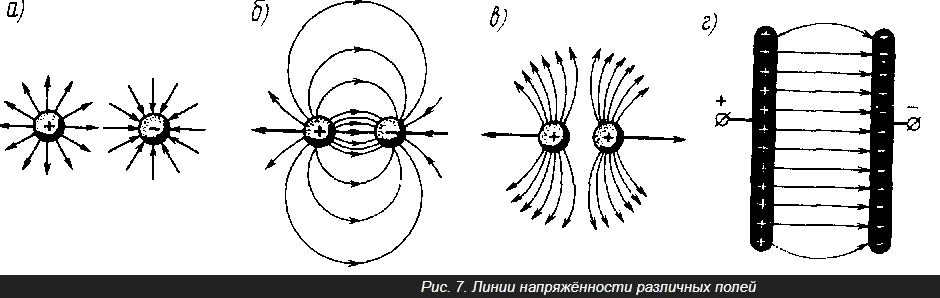 а) б) в) г)
+ - + - + +
+ -
Рис. 7. Линии напряжённости различных полей